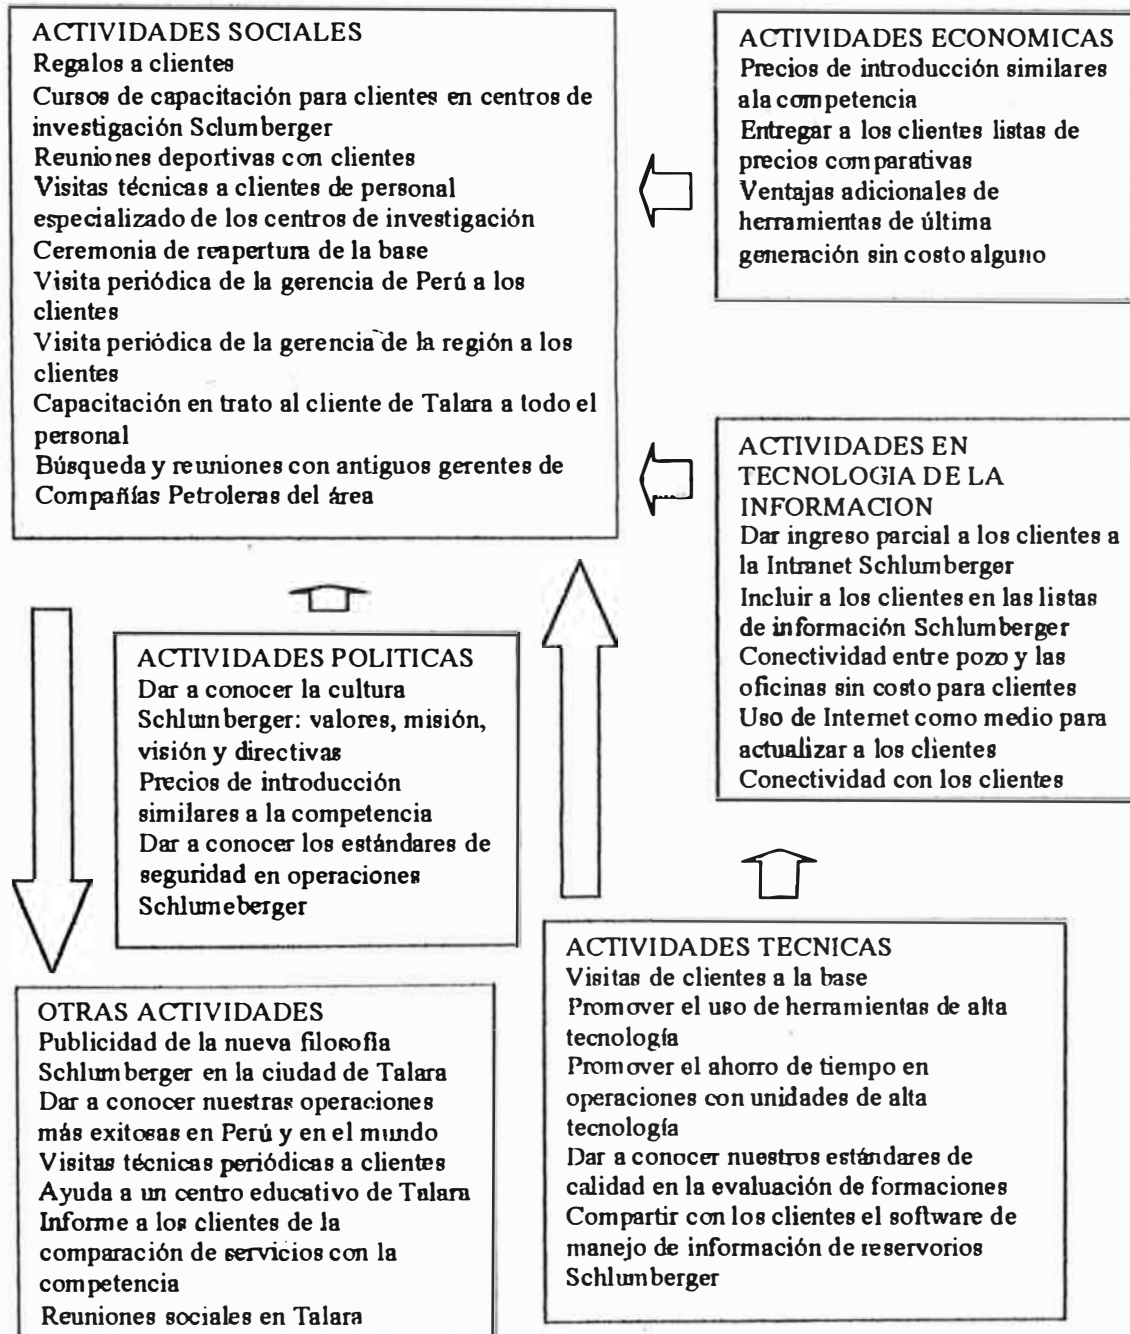 ACTIVIDADES SOCIALES
Regalos a clientes
Cursos de capacitación para clientes en centros de
investigación Sclumberger
Reuniones deportivas con clientes
Visitas técnicas a clientes de personal
especializado de los centros de investigación
Ceremonia de reapertura de la base
Visita periódica de la gerencia de Perú a los
clientes
Visita periódica de la gerencia de la región a los
clientes
Capacitación en trato al cliente de Talara a todo el
personal
Búsqueda y reuniones con antiguos gerentes de
Compañías Petroleras del área
ACTIVIDADES ECONOMICAS
Precios de introducción similares
ala competencia
Entregar a los clientes listas de
precios comparativas
Ventajas adicionales de
herramientas de última
generación sin costo alguno
ACTIVIDADES EN
TECNOLOGIA DE LA
INFORMACION
Dar ingreso parcial a los clientes a
la Intranet Schlumberger
Incluir a los clientes en las listas
de información Schlumberger
Conectividad entre pozo y las
oficinas sin costo para clientes
Uso de Internet como medio para
actualizar a los clientes
Conectividad con los clientes
ACTIVIDADES POLITICAS
Dar a conocer la cultura
Schlumberger: valores, misión,
visión y directivas
Precios de introducción
similares a la competencia
Dar a conocer los estándares de
seguridad en operaciones
Schlumeberger
ACTIVIDADES TECNICAS
Visitas de clientes a la base
Promover el uso de herramientas de alta
tecnología
Promover el ahorro de tiempo en
operaciones con unidades de alta
tecnología
Dar a conocer nuestros estándares de
calidad en la evaluación de formaciones
Compartir con los clientes el software de
manejo de información de reservorios
Schlumberger
OTRAS ACTIVIDADES
Publicidad de la nueva filosofía
Schlumberger en la ciudad de Talara
Dar a conocer nuestras operaciones
más exitosas en Perú y en el mundo
Visitas técnicas periódicas a clientes
Ayuda a un centro educativo de Talara
Informe a los clientes de la
comparación de servicios con la
competencia
Reuniones sociales en Talara